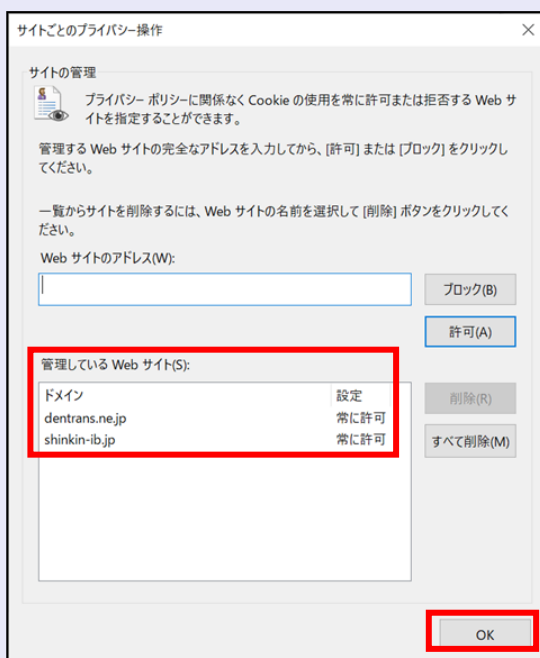 サイトごとのプライバシー操作
サイトの管理
プライバシー ポリシーに関係なく Cookie の使用を常に許可または拒否する Web サ
イトを指定することができます。
管理する Web サイトの完全なアドレスを入力してから、[許可] または [ブロック] をクリックし
てください。
一覧からサイトを削除するには、Web サイトの名前を選択して [削除] ボタンをクリックしてく
ださい。
Web サイトのアドレス(W):
ブロック(B)
許可(A)
管理している Web サイト(S):
ドメイン 設定
削除(R)
dentrans.ne.jp 常に許可
shinkin-ib.jp 常に許可
すべて削除(M)
OK